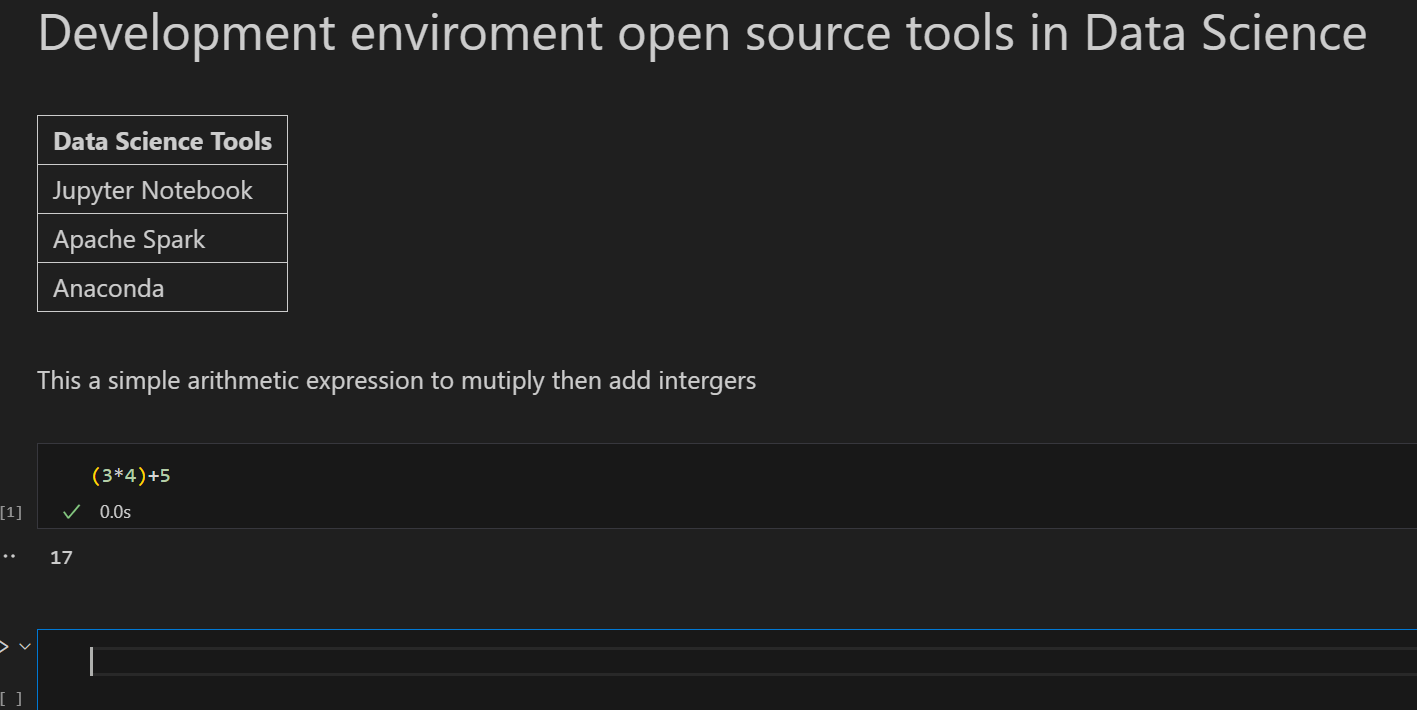 Development enviroment open source tools in Data Science
Data Science Tools
Jupyter Notebook
Apache Spark
Anaconda
This a simple arithmetic expression to mutiply then add intergers
(3*4)+5
[1]
0.0s
17
[ ]